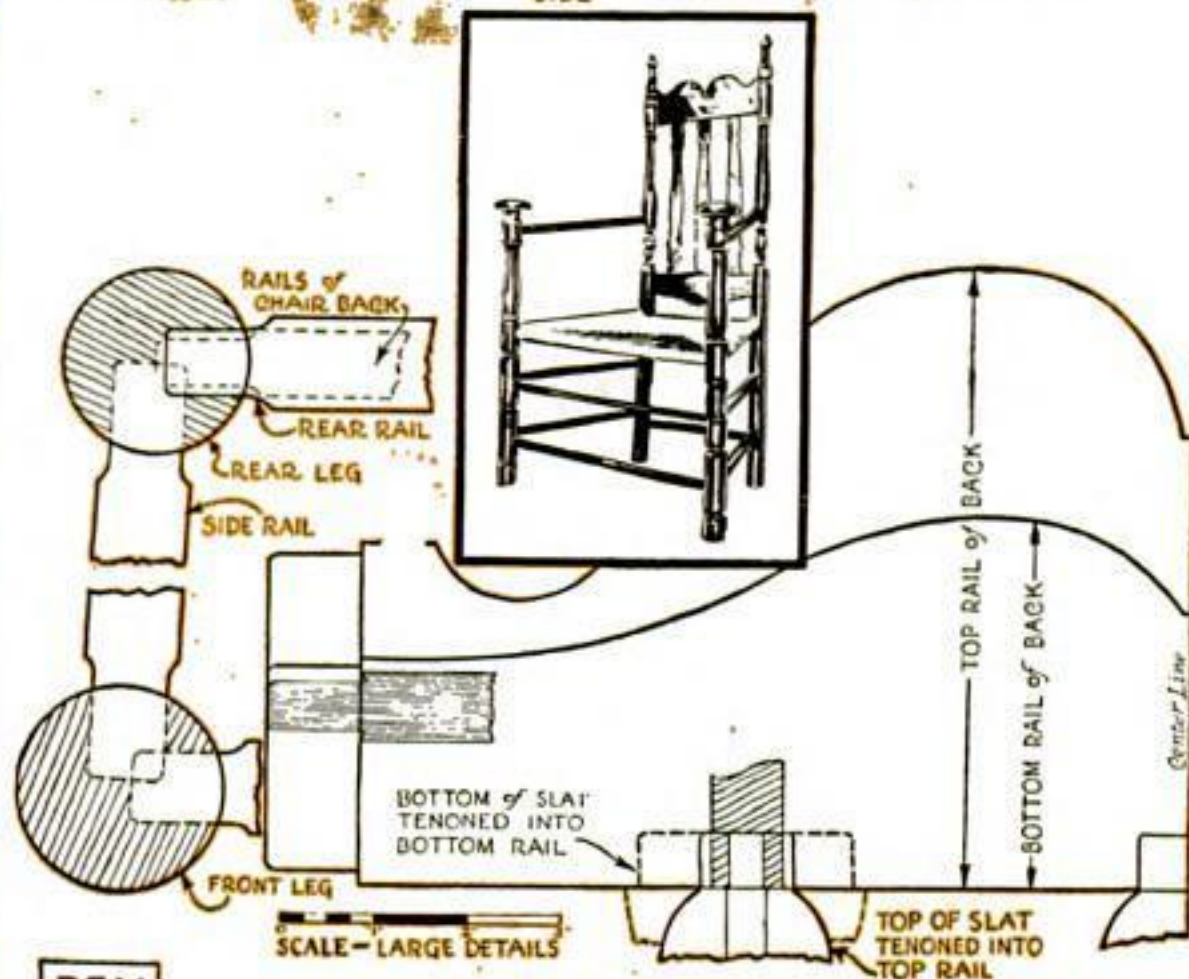 RAILS of
CHAIR BACK
REAR RAIL
REAR LEG
SIDE RAIL
TOP RAIL of BACK
BOTTOM RAIL of BACK
Center Line
BOTTOM of SLAT
TENONED INTO
BOTTOM RAIL
FRONT LEG
SCALE - LARGE DETAILS
TOP OF SLAT
TENONED INTO
TOP RAIL